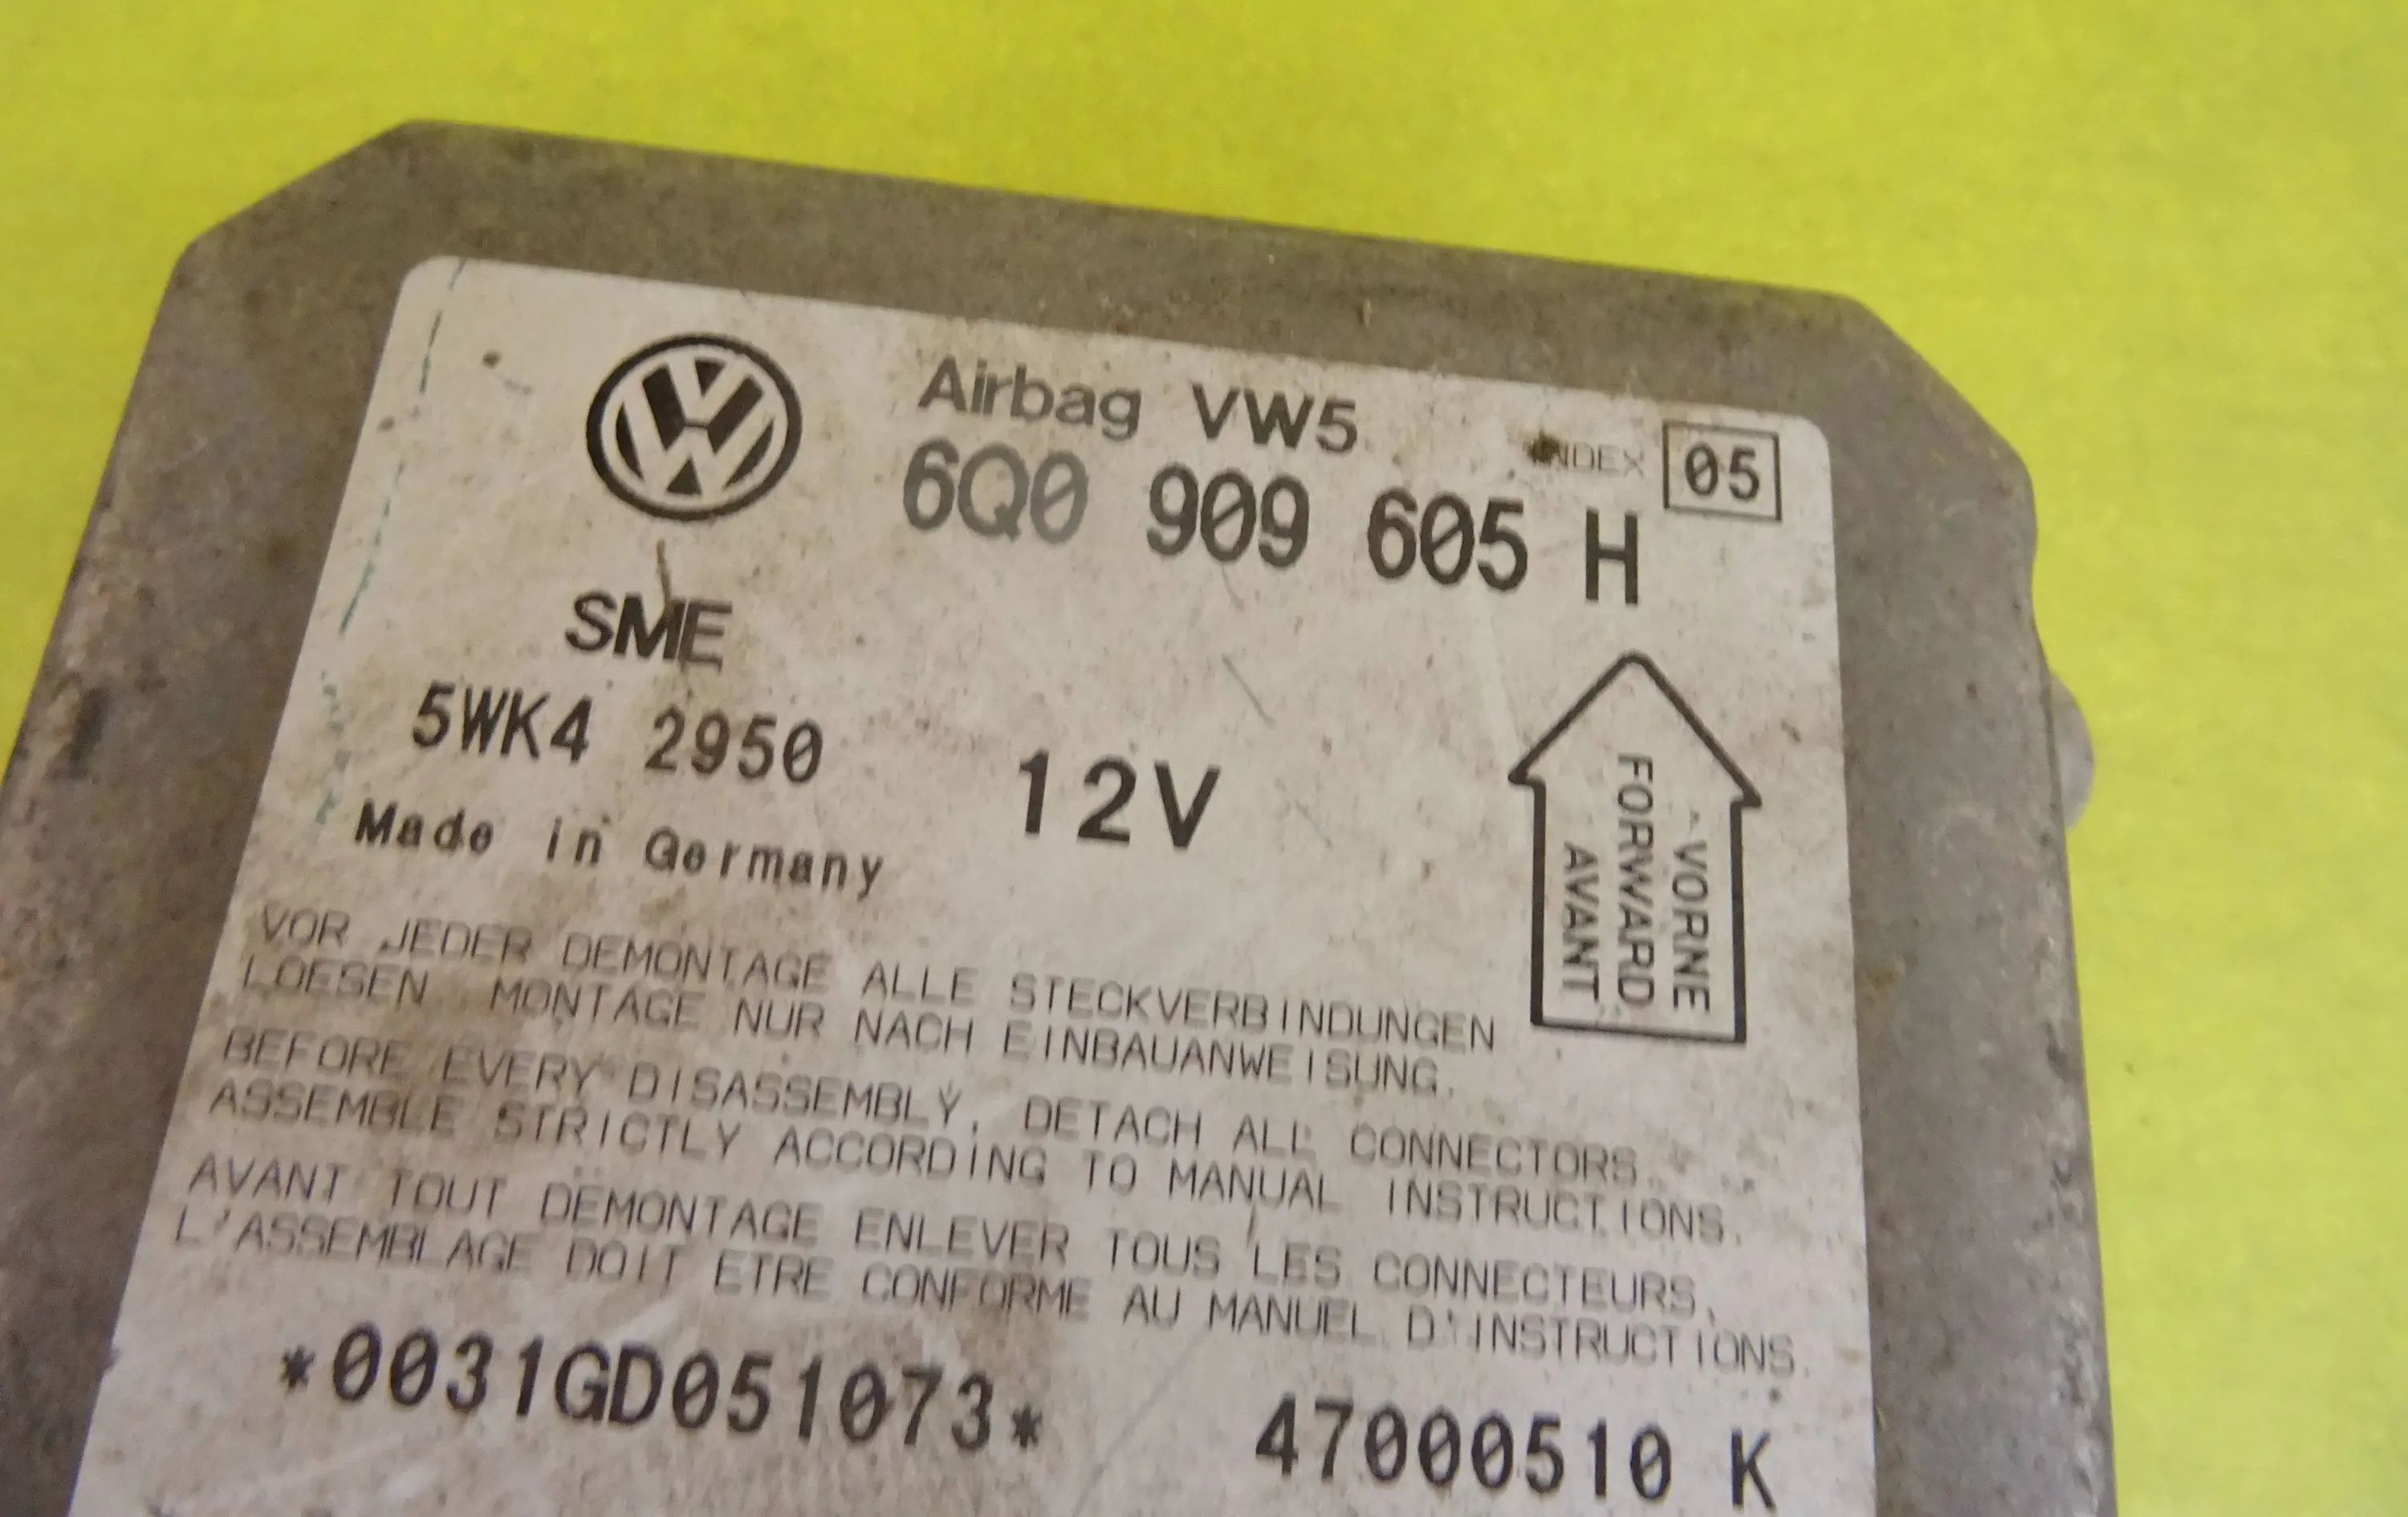 Airbag VW5
INDEX 05
6Q0 909 605 H
SME
5WK4 2950
12V
Made in Germany
VORNE
FORWARD
AVANT
VOR JEDER DEMONTAGE ALLE STECKVERBINDUNGEN
LOESEN. MONTAGE NUR NACH EINBAUANWEISUNG.
BEFORE EVERY DISASSEMBLY, DETACH ALL CONNECTORS.
ASSEMBLE STRICTLY ACCORDING TO MANUAL INSTRUCTIONS.
AVANT TOUT DEMONTAGE ENLEVER TOUS LES CONNECTEURS.
L'ASSEMBLAGE DOIT ETRE CONFORME AU MANUEL D'INSTRUCTIONS.
*0031GD051073*
47000510 K